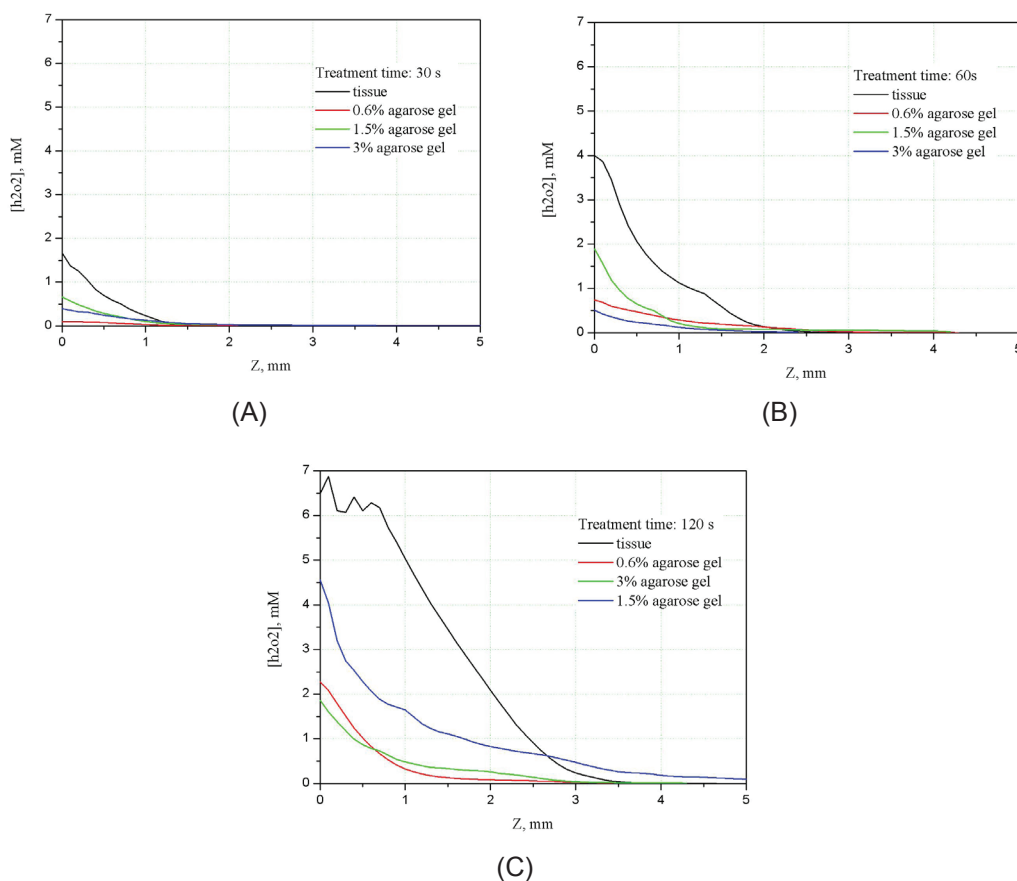 7
6
5
4
3
2
1
0
[h2o2], mM
Treatment time: 30 s
tissue
0.6% agarose gel
1.5% agarose gel
3% agarose gel
0 1 2 3 4 5
Z, mm
(A)
7
6
5
4
3
2
1
0
[h2o2], mM
Treatment time: 60s
tissue
0.6% agarose gel
1.5% agarose gel
3% agarose gel
0 1 2 3 4 5
Z, mm
(B)
7
6
5
4
3
2
1
0
[h2o2], mM
Treatment time: 120 s
tissue
0.6% agarose gel
3% agarose gel
1.5% agarose gel
0 1 2 3 4 5
Z, mm
(C)